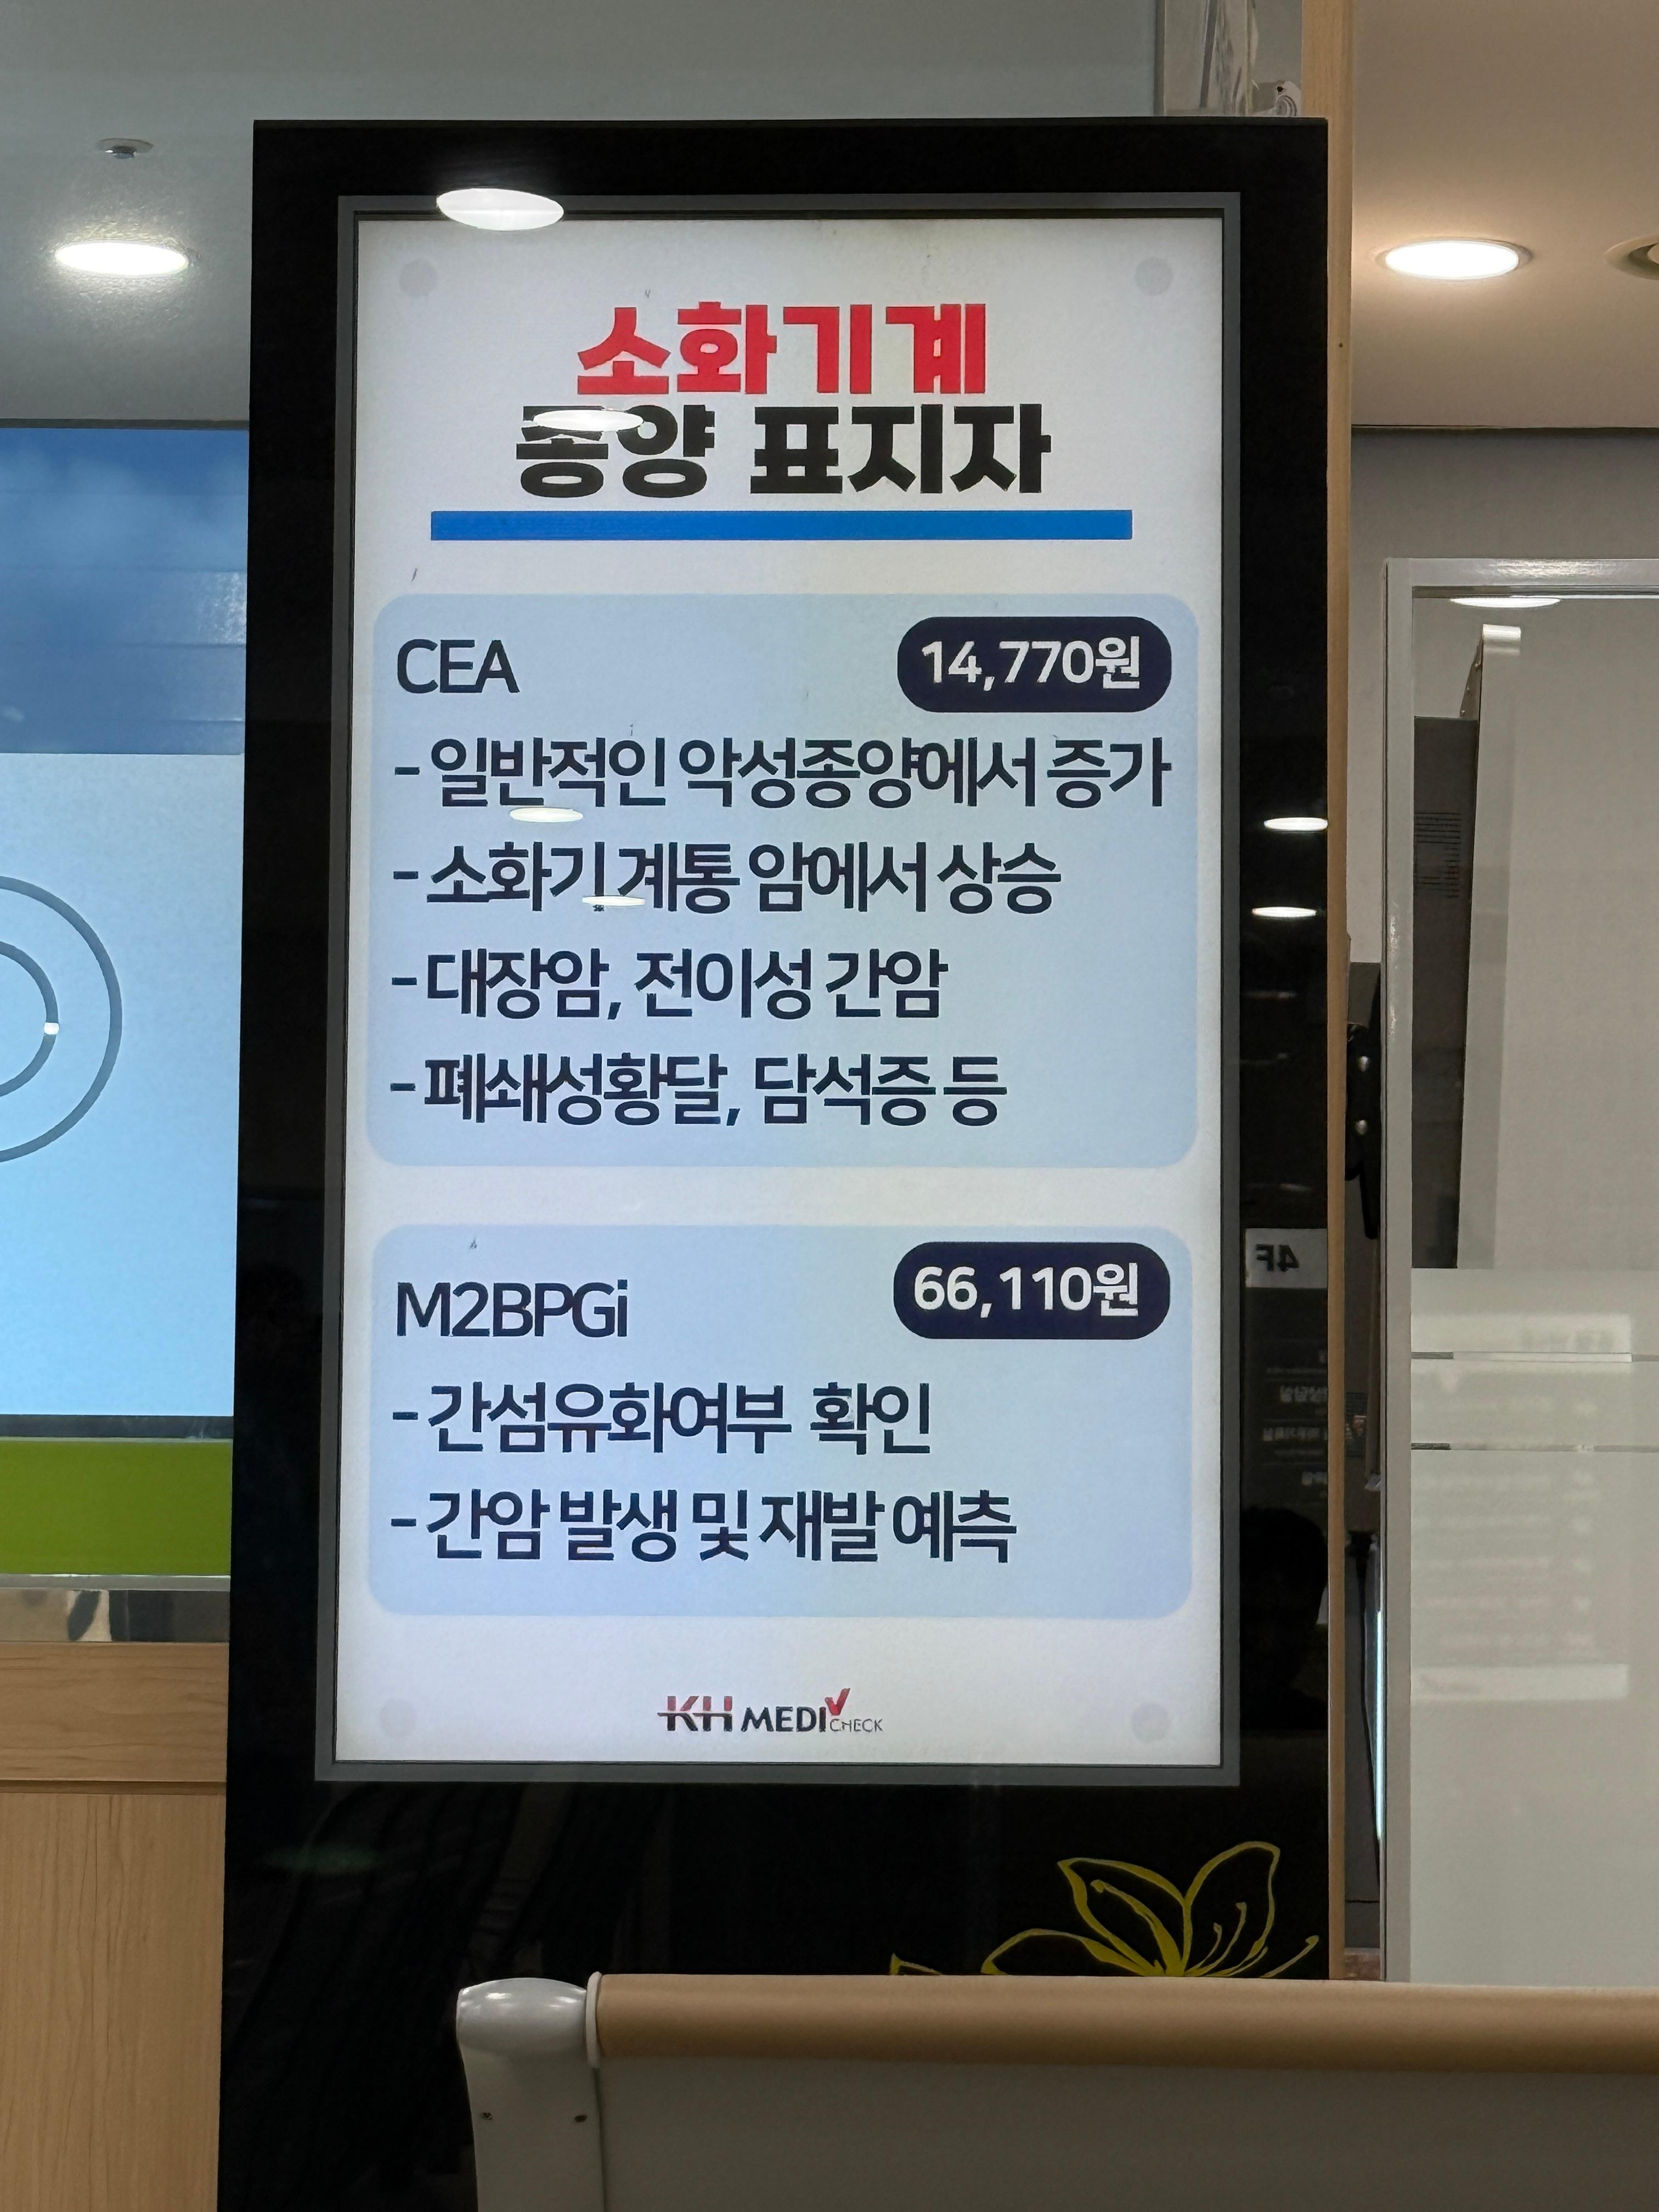 소화기계
종양 표지자
CEA
14,770원
- 일반적인 악성종양에서 증가
- 소화기계통 암에서 상승
- 대장암, 전이성 간암
- 폐쇄성황달, 담석증 등
M2BPGi
66,110원
- 간섬유화여부 확인
- 간암 발생 및 재발 예측
KH MEDI CHECK
4F